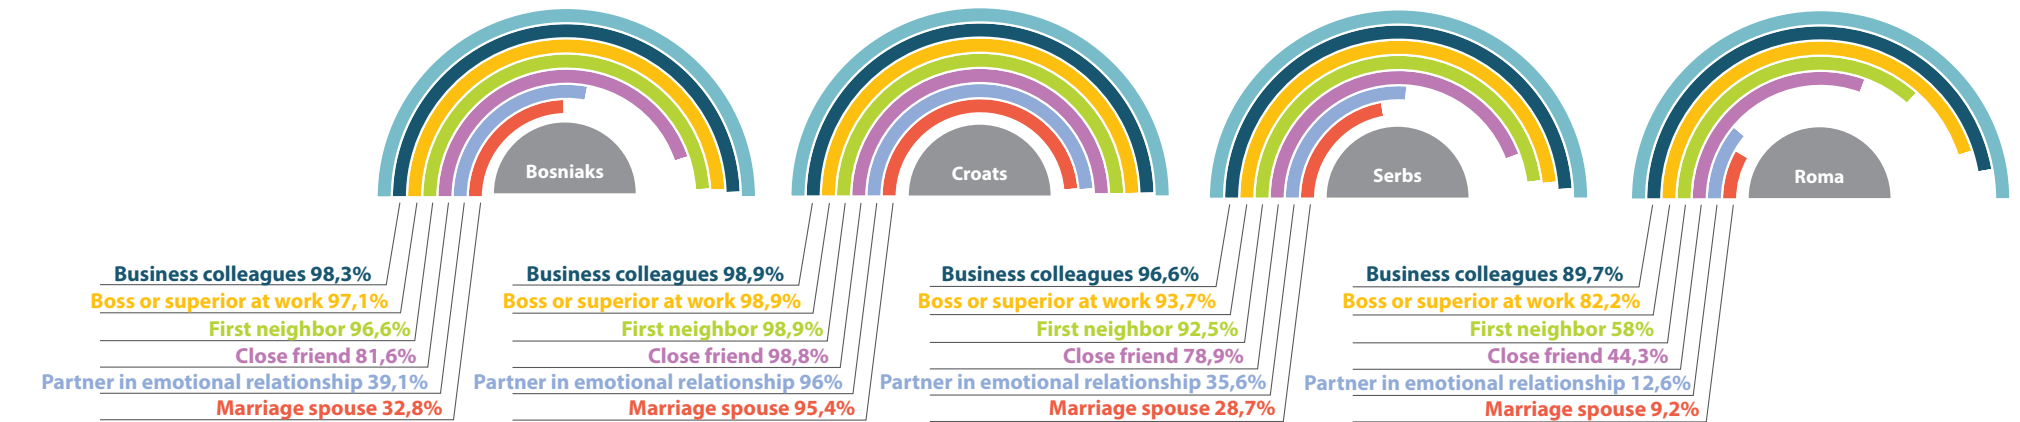 Bosniaks
Business colleagues 98,3%
Boss or superior at work 97,1%
First neighbor 96,6%
Close friend 81,6%
Partner in emotional relationship 39,1%
Marriage spouse 32,8%
Croats
Business colleagues 98,9%
Boss or superior at work 98,9%
First neighbor 98,9%
Close friend 98,8%
Partner in emotional relationship 96%
Marriage spouse 95,4%
Serbs
Business colleagues 96,6%
Boss or superior at work 93,7%
First neighbor 92,5%
Close friend 78,9%
Partner in emotional relationship 35,6%
Marriage spouse 28,7%
Roma
Business colleagues 89,7%
Boss or superior at work 82,2%
First neighbor 58%
Close friend 44,3%
Partner in emotional relationship 12,6%
Marriage spouse 9,2%